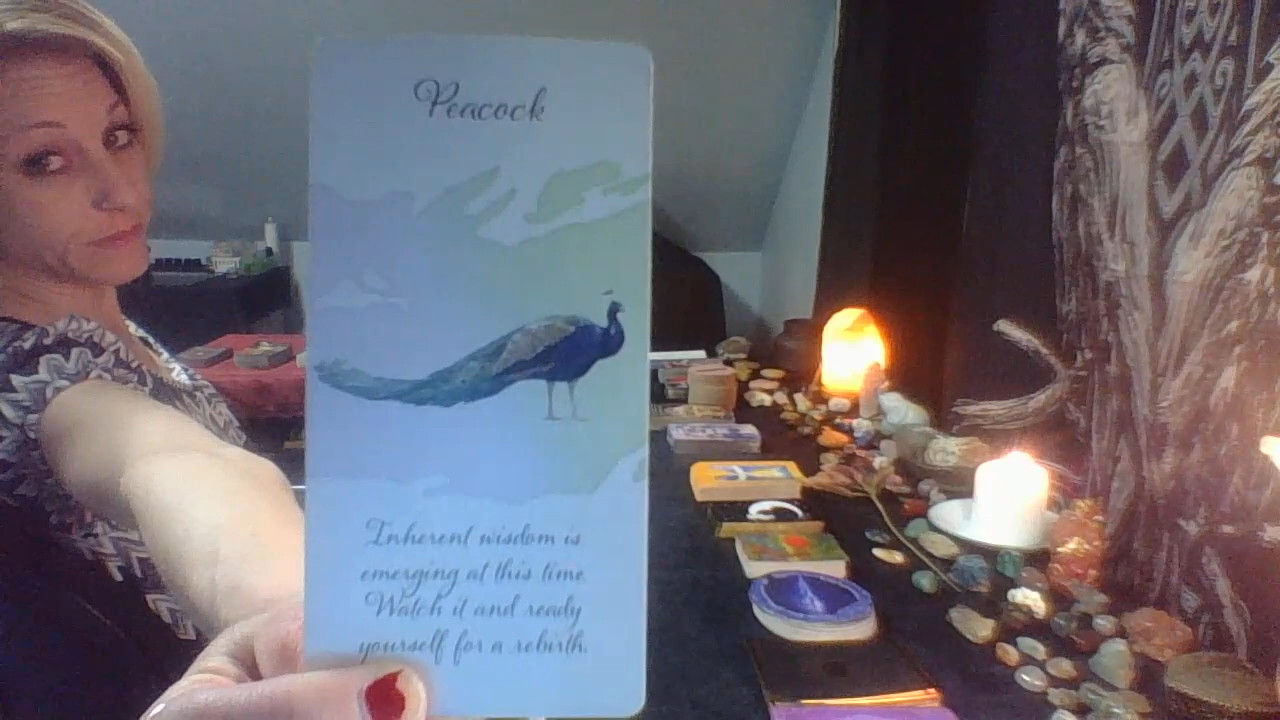 Peacock
Inherent wisdom is
emerging at this time.
Watch it and ready
yourself for a rebirth.